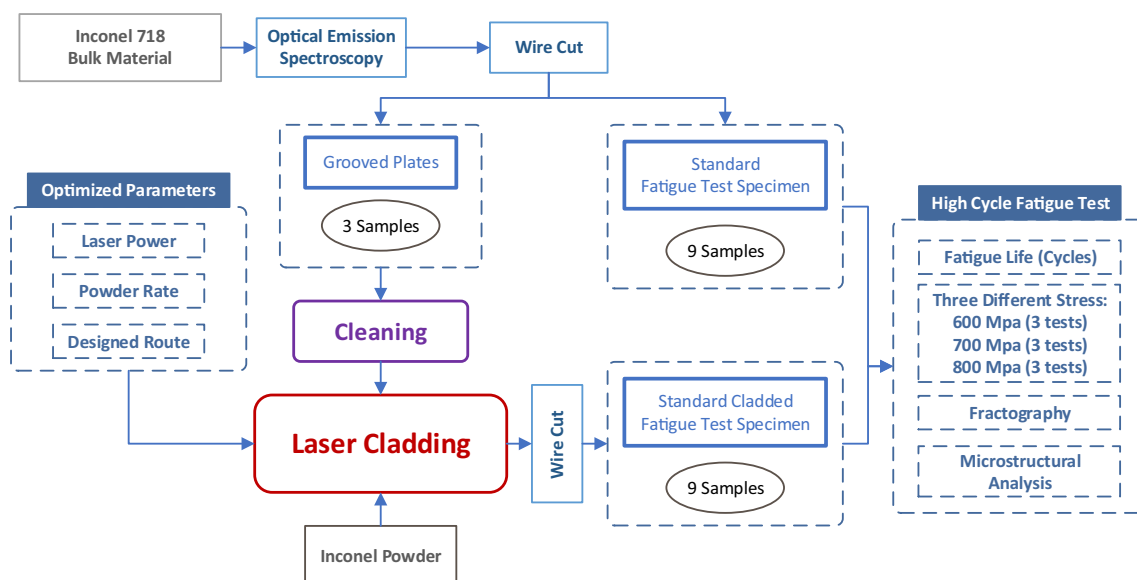 Inconel 718
Bulk Material
Optical Emission
Spectroscopy
Wire Cut
Grooved Plates
3 Samples
Standard
Fatigue Test Specimen
9 Samples
Optimized Parameters
Laser Power
Powder Rate
Designed Route
Cleaning
Laser Cladding
Inconel Powder
Wire Cut
Standard Cladded
Fatigue Test Specimen
9 Samples
High Cycle Fatigue Test
Fatigue Life (Cycles)
Three Different Stress:
600 Mpa (3 tests)
700 Mpa (3 tests)
800 Mpa (3 tests)
Fractography
Microstructural
Analysis